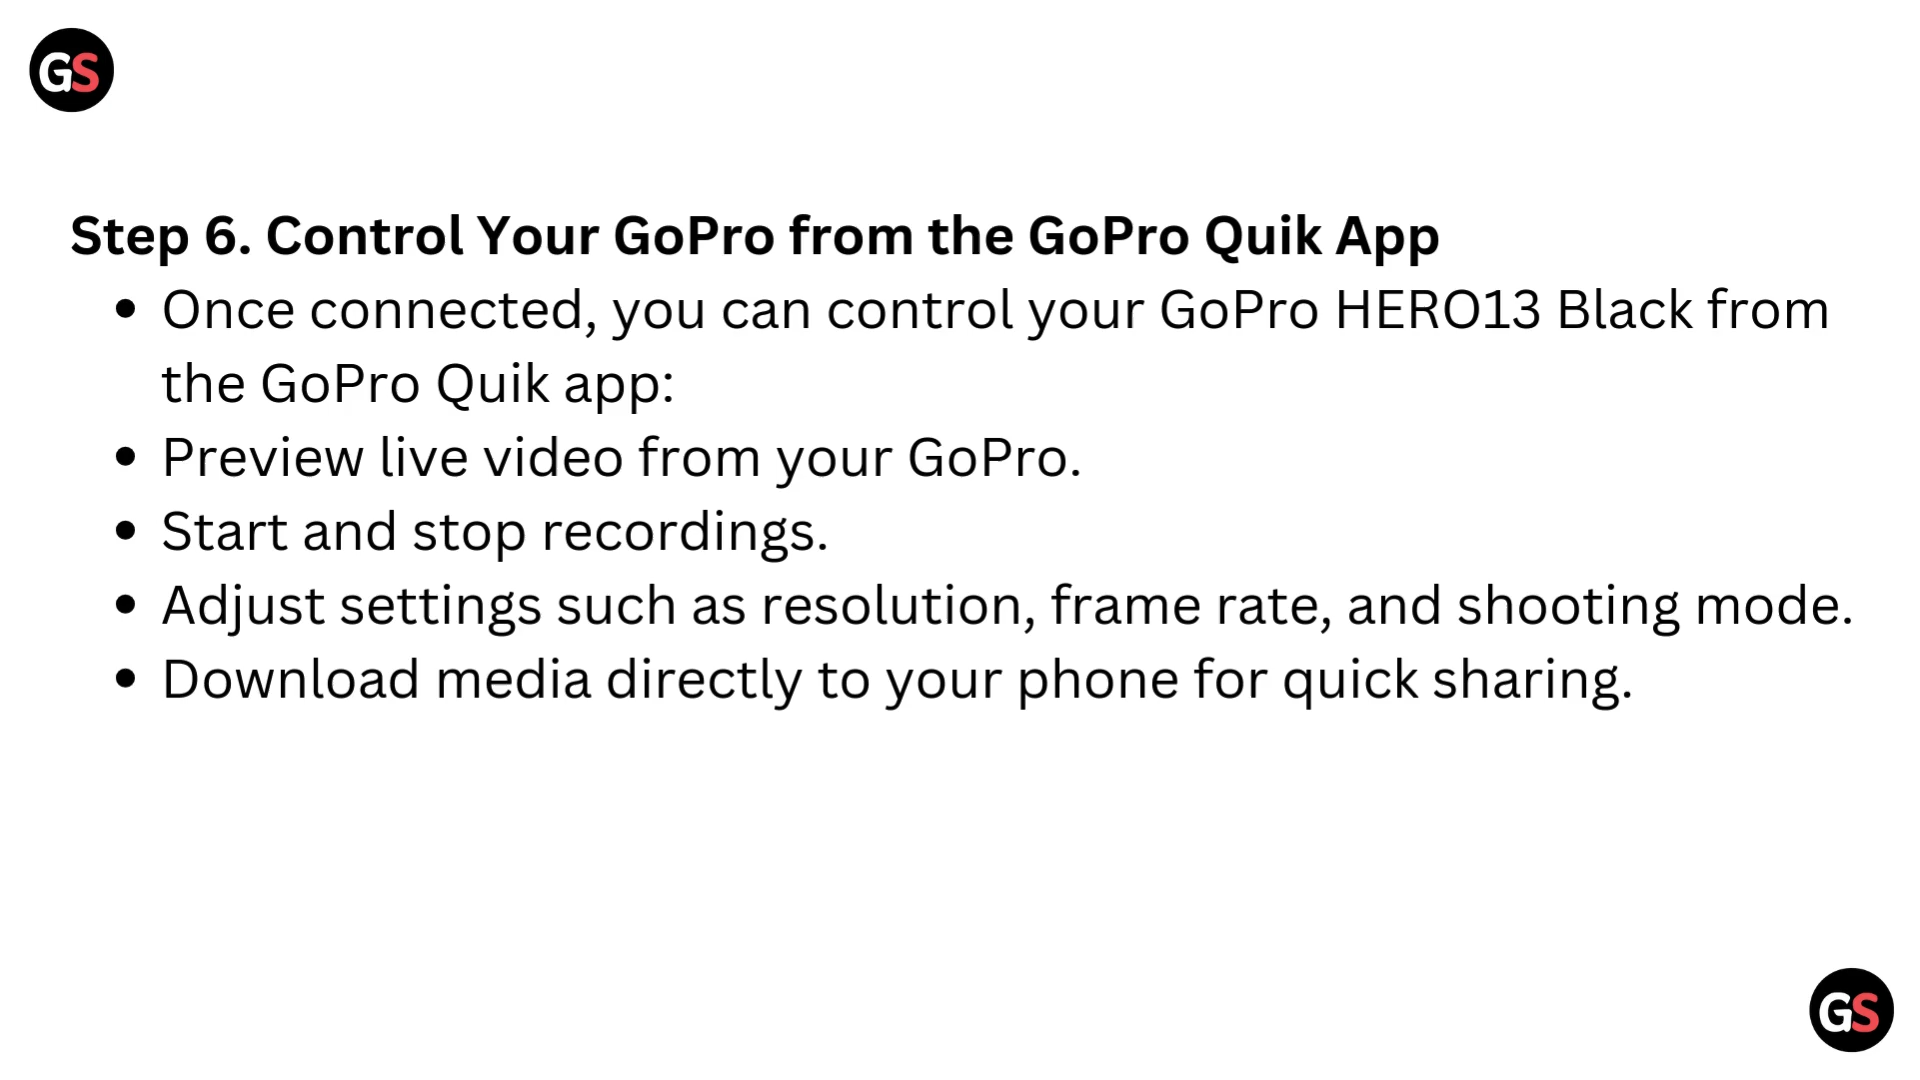 GS
Step 6. Control Your GoPro from the GoPro Quik App
• Once connected, you can control your GoPro HERO13 Black from
the GoPro Quik app:
• Preview live video from your GoPro.
• Start and stop recordings.
• Adjust settings such as resolution, frame rate, and shooting mode.
• Download media directly to your phone for quick sharing.
GS